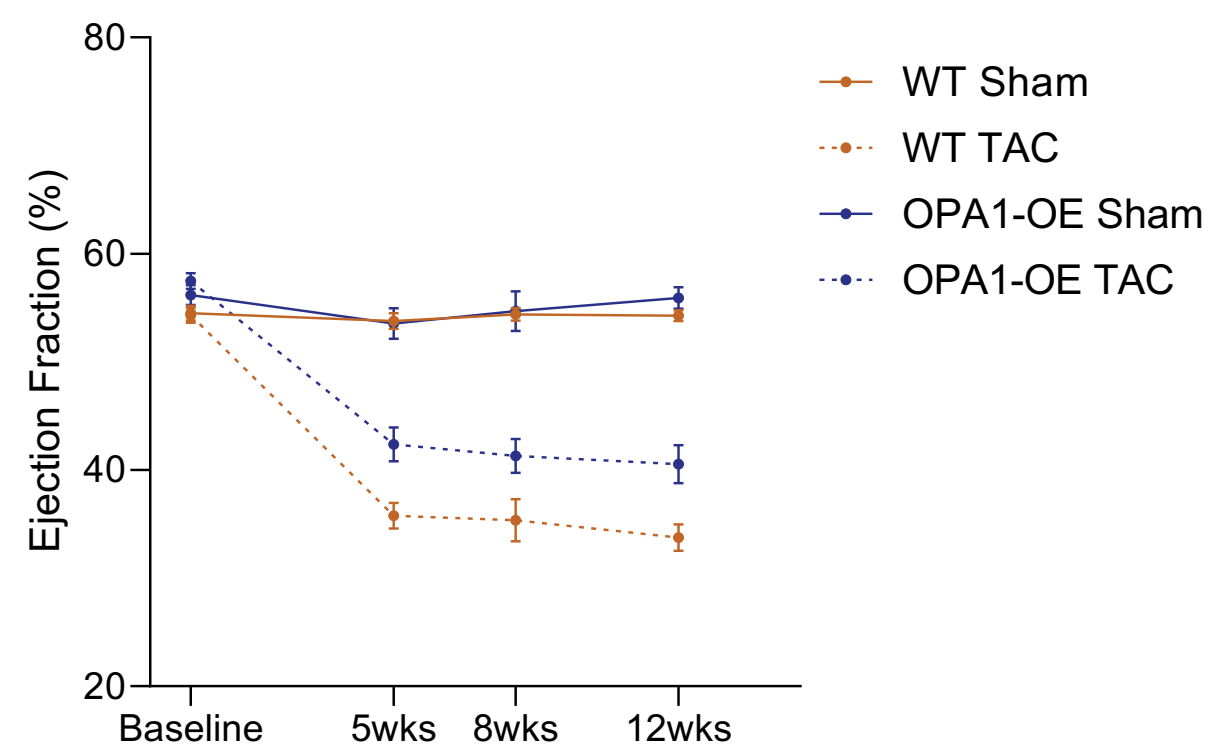 80
60
40
20
Ejection Fraction (%)
Baseline 5wks 8wks 12wks
WT Sham
WT TAC
OPA1-OE Sham
OPA1-OE TAC